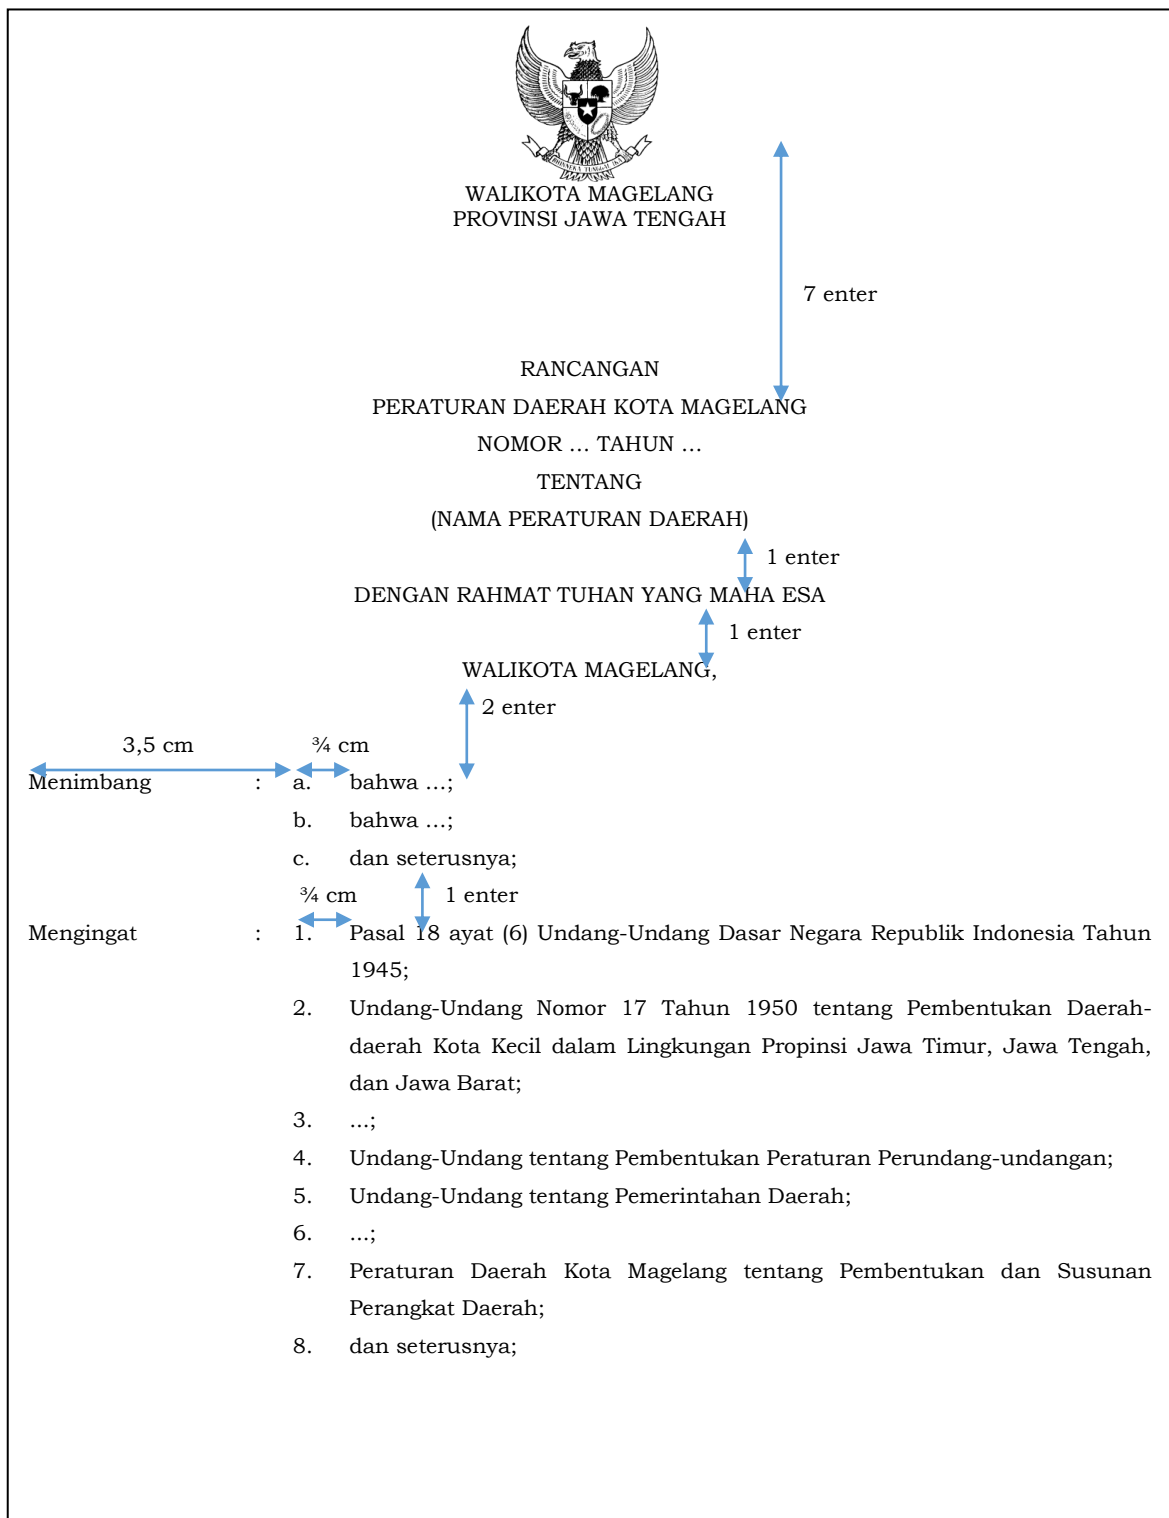 BHINNEKA TUNGGAL IKA
WALIKOTA MAGELANG
PROVINSI JAWA TENGAH
7 enter
RANCANGAN
PERATURAN DAERAH KOTA MAGELANG
NOMOR … TAHUN …
TENTANG
(NAMA PERATURAN DAERAH)
1 enter
DENGAN RAHMAT TUHAN YANG MAHA ESA
1 enter
WALIKOTA MAGELANG,
2 enter
3,5 cm ¾ cm
Menimbang : a. bahwa …;
b. bahwa …;
c. dan seterusnya;
¾ cm 1 enter
Mengingat : 1. Pasal 18 ayat (6) Undang-Undang Dasar Negara Republik Indonesia Tahun
1945;
2. Undang-Undang Nomor 17 Tahun 1950 tentang Pembentukan Daerah-
daerah Kota Kecil dalam Lingkungan Propinsi Jawa Timur, Jawa Tengah,
dan Jawa Barat;
3. …;
4. Undang-Undang tentang Pembentukan Peraturan Perundang-undangan;
5. Undang-Undang tentang Pemerintahan Daerah;
6. …;
7. Peraturan Daerah Kota Magelang tentang Pembentukan dan Susunan
Perangkat Daerah;
8. dan seterusnya;